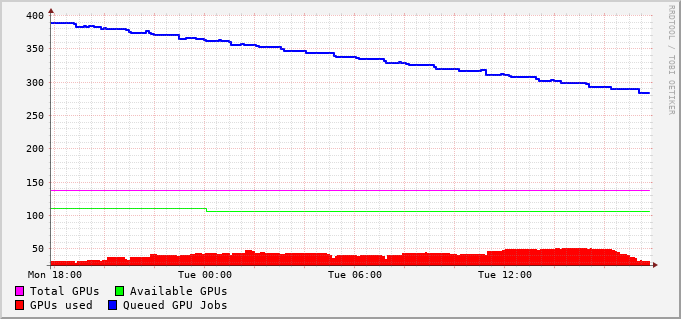 400
350
300
250
200
150
100
50
Mon 18:00 Tue 00:00 Tue 06:00 Tue 12:00
Total GPUs Available GPUs
GPUs used Queued GPU Jobs
RRDTOOL / TOBI OETIKER